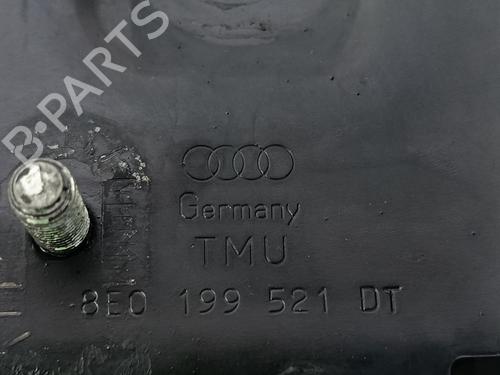 B-PARTS
Germany
TMU
8E0 199 521 DT